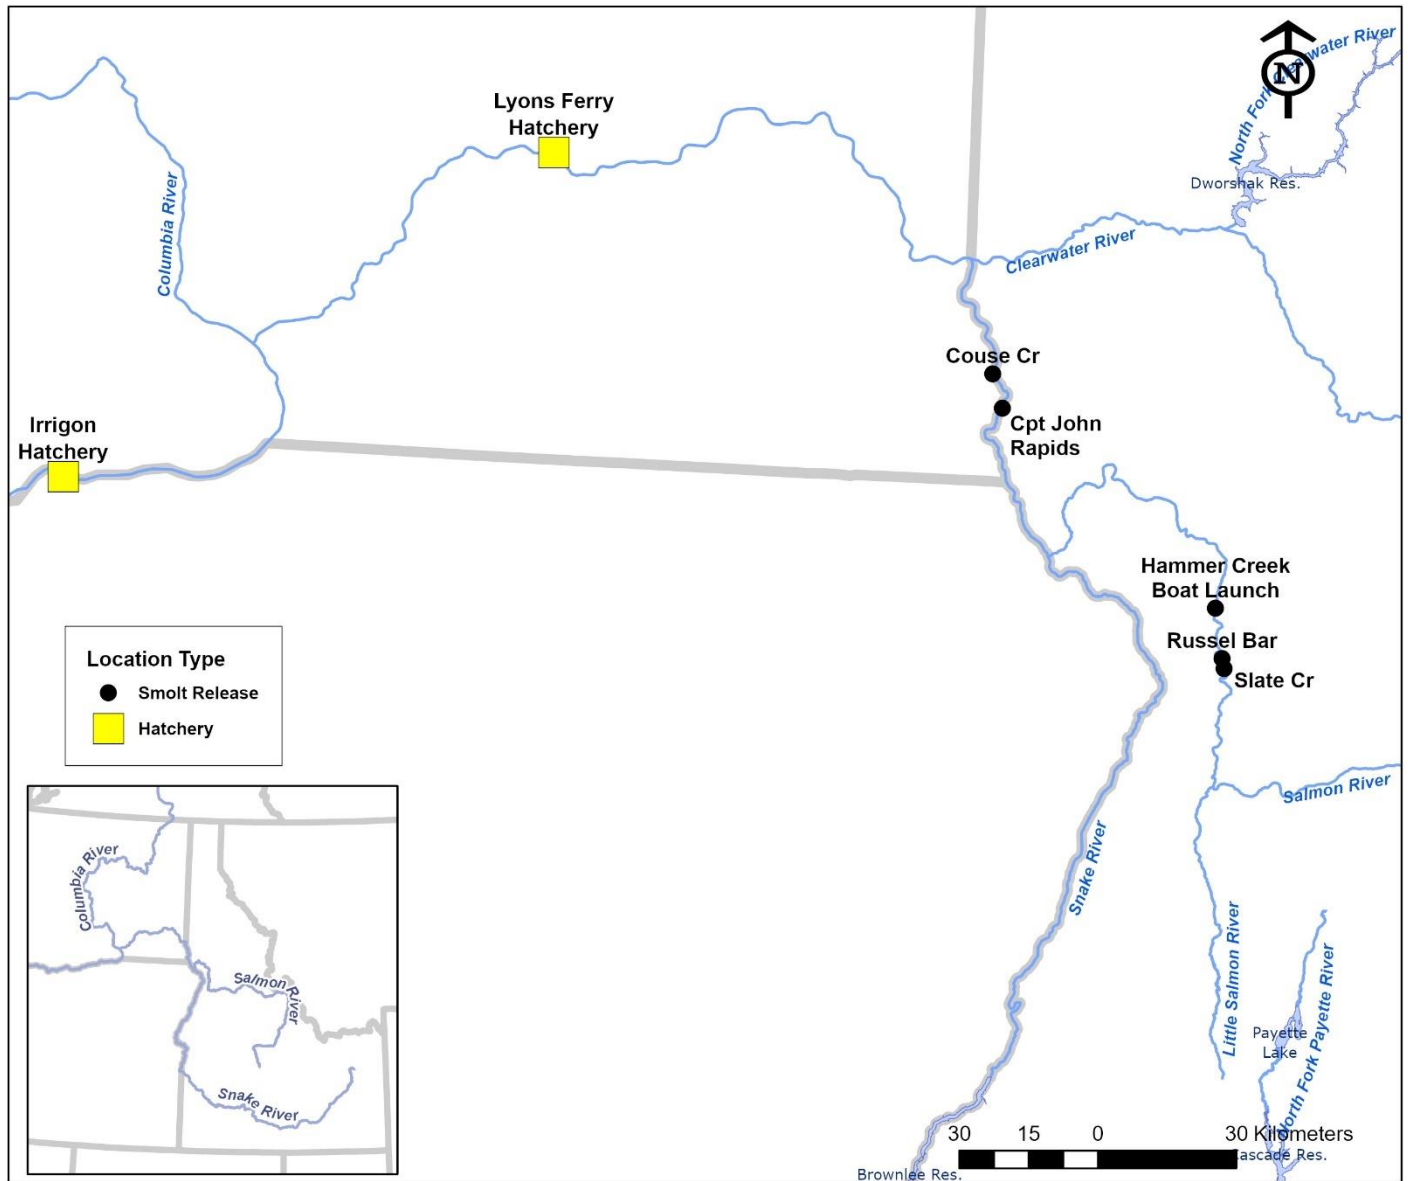 North Fork Clearwater River
N
Lyons Ferry
Hatchery
Columbia River
Dworshak Res.
Clearwater River
Couse Cr
Cpt John
Rapids
Irrigon
Hatchery
Hammer Creek
Boat Launch
Russel Bar
Slate Cr
Location Type
Smolt Release
Hatchery
Salmon River
Snake River
Little Salmon River
North Fork Payette River
Payette
Lake
Columbia River
Salmon River
Snake River
30 15 0 30 Kilometers
Cascade Res.
Brownlee Res.